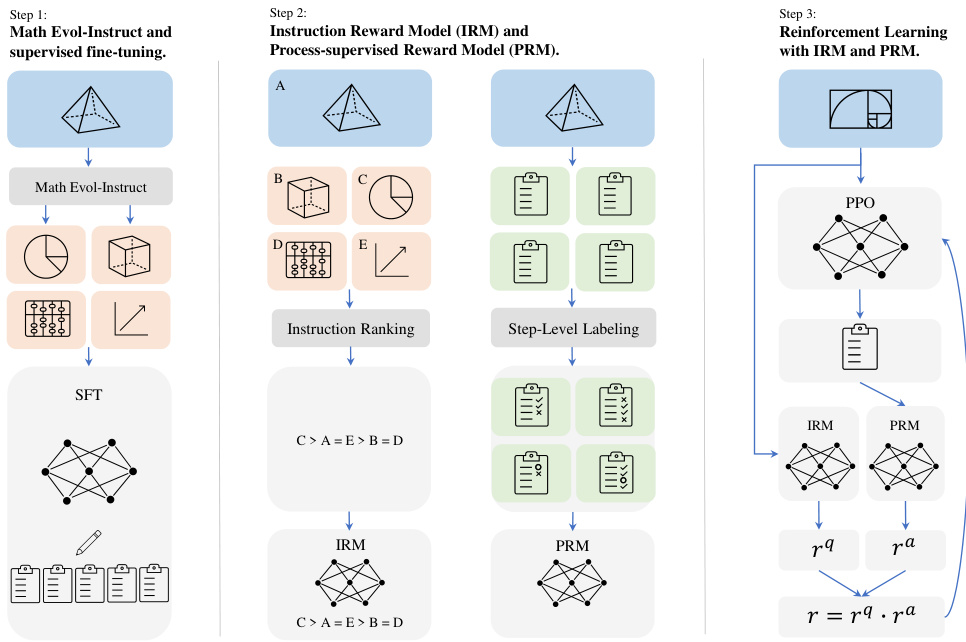 Step 1:
Math Evol-Instruct and
supervised fine-tuning.
Math Evol-Instruct
SFT
Step 2:
Instruction Reward Model (IRM) and
Process-supervised Reward Model (PRM).
A
B
C
D
E
Instruction Ranking
C > A = E > B = D
IRM
C > A = E > B = D
Step-Level Labeling
PRM
Step 3:
Reinforcement Learning
with IRM and PRM.
PPO
IRM
PRM
r^q
r^a
r = r^q · r^a